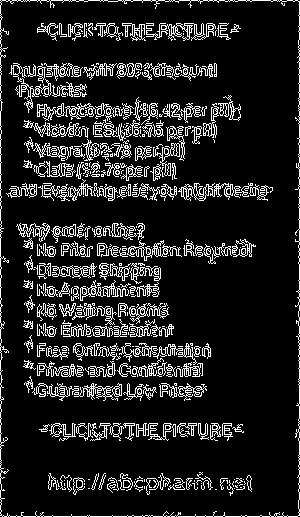 -CLICK TO THE PICTURE-
Drugstore with 80% discount!
Products:
* Hydrocodone ($6.42 per pill);
* Vicodin ES ($6.75 per pill)
* Viagra ($2.78 per pill)
* Cialis ($2.78 per pill)
and Everything else you might desire
Why order online?
* No Prior Prescription Required!
* Discreet Shipping
* No Appointments
* No Waiting Rooms
* No Embarrassment
* Free Online Consultation
* Private and Confidential
* Guaranteed Low Prices
-CLICK TO THE PICTURE-
http://abcpharm.net